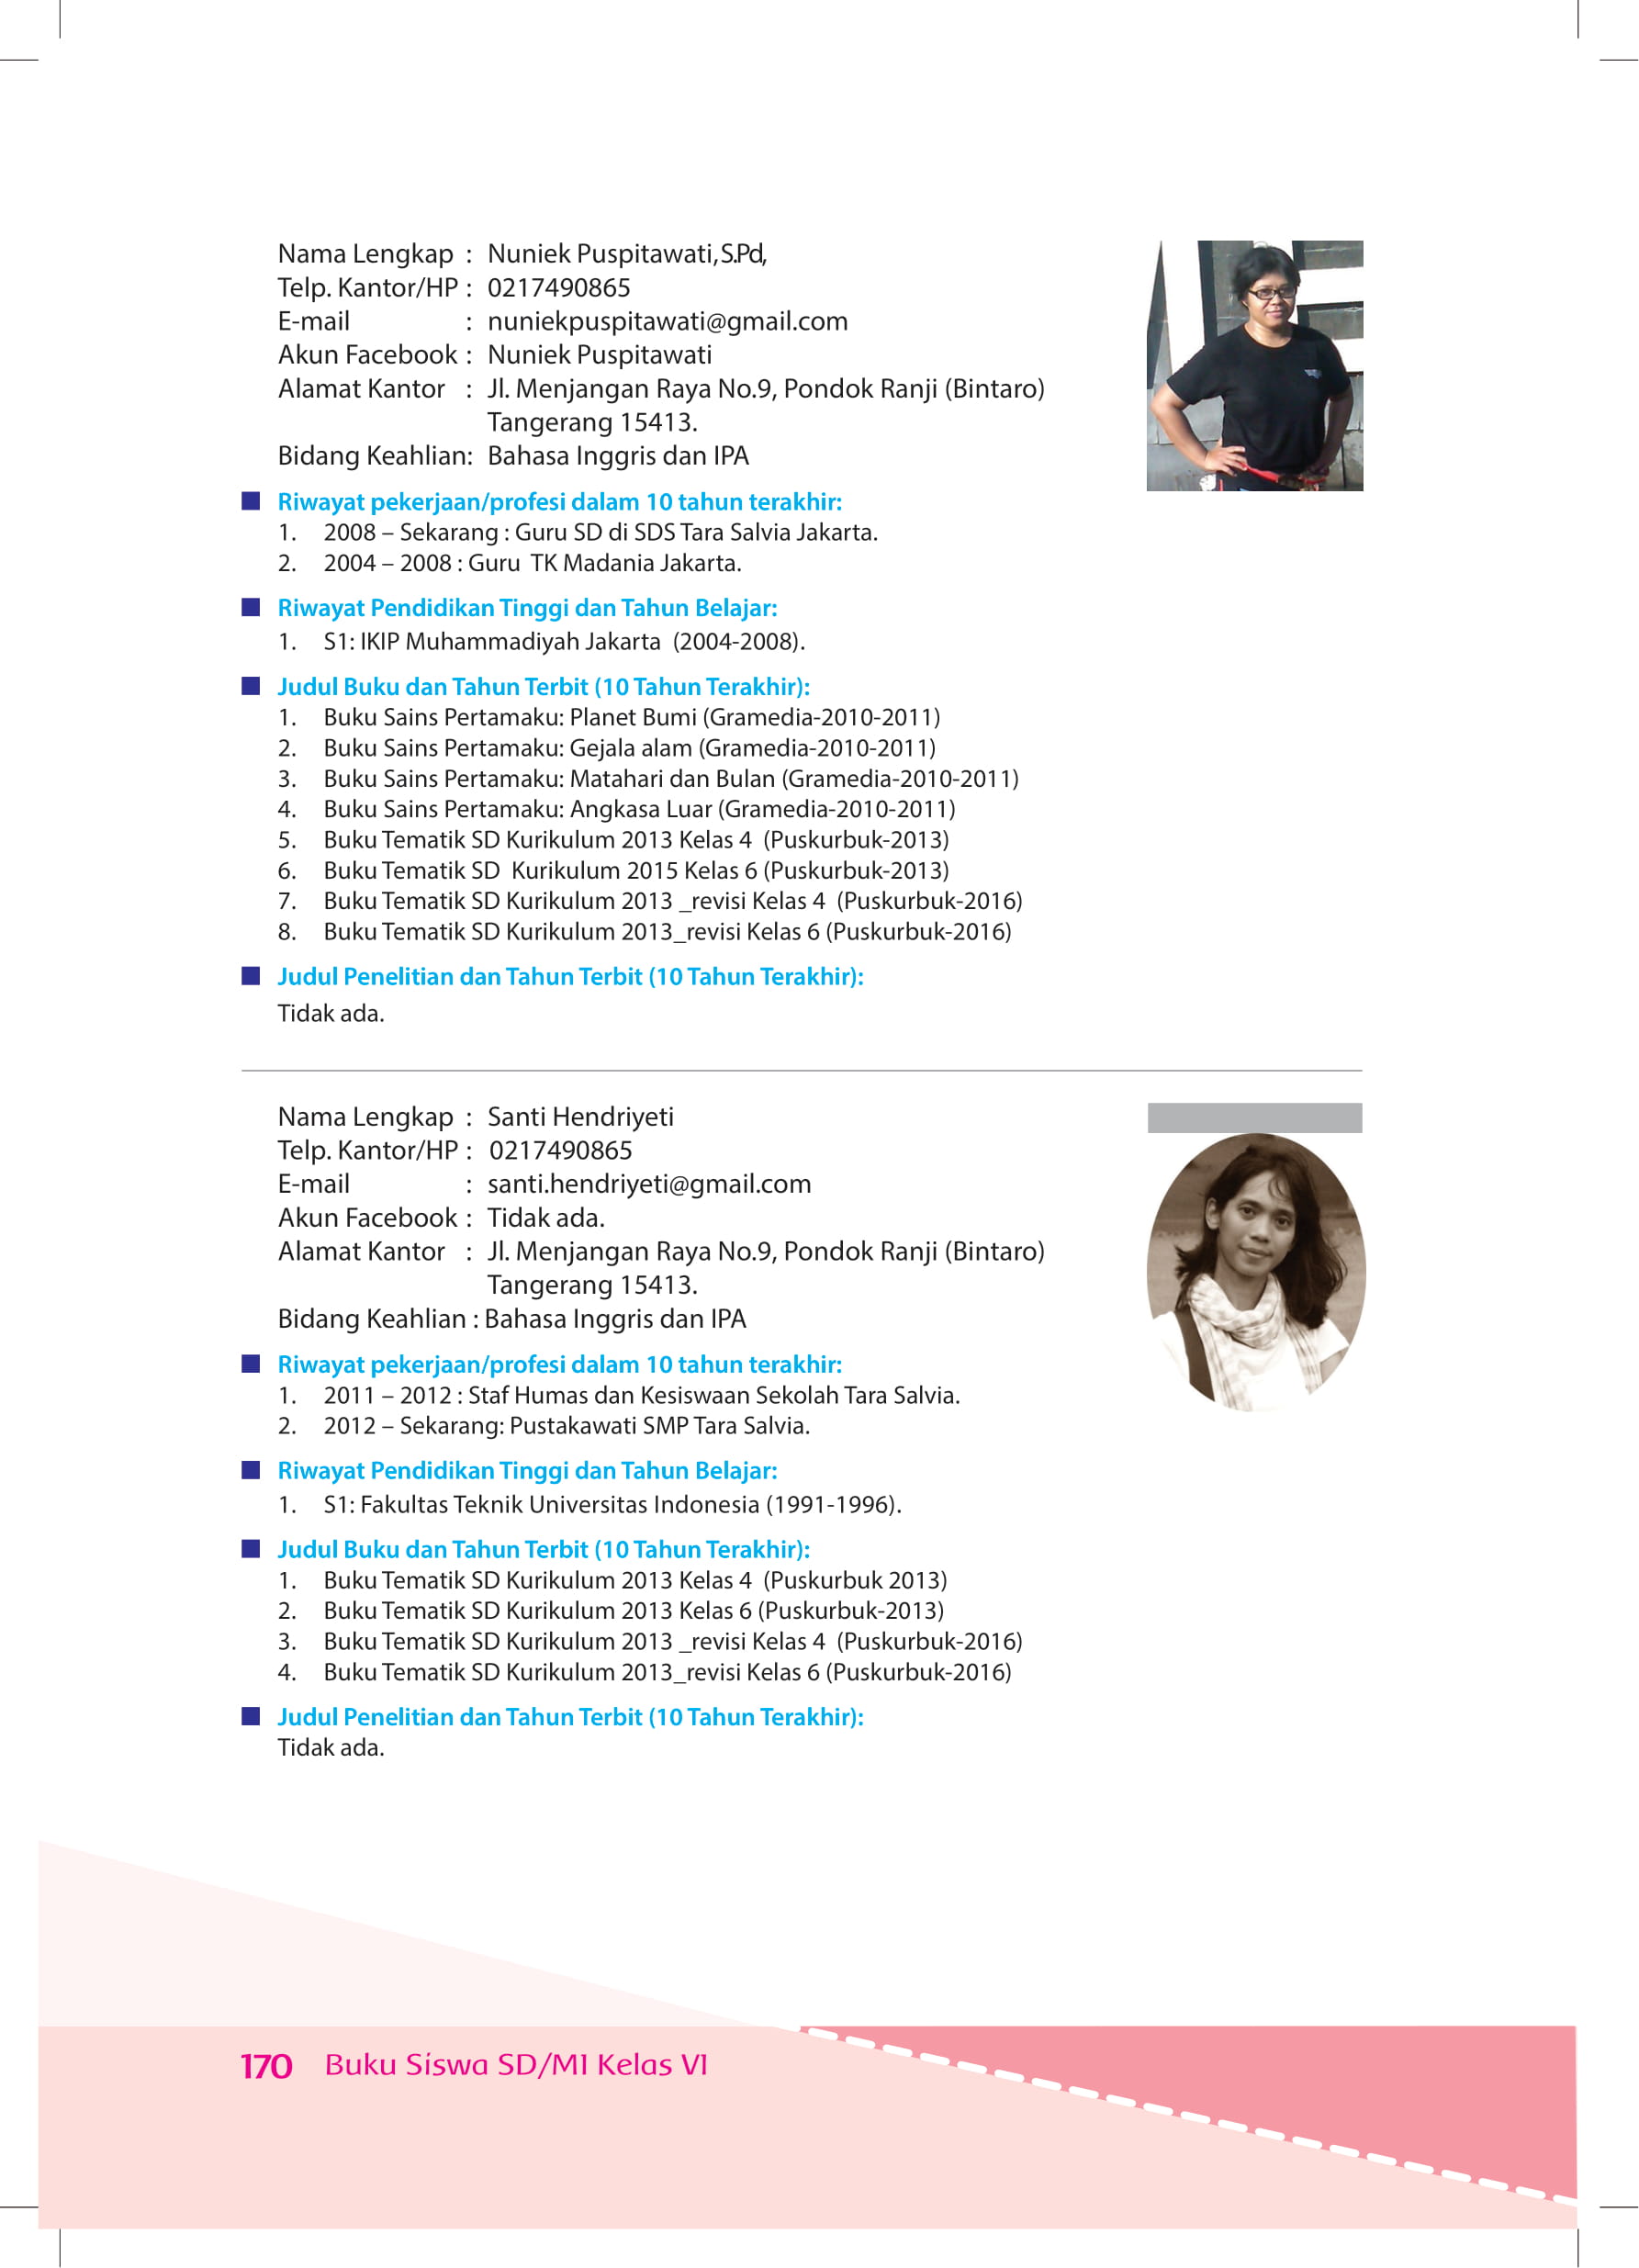 Nama Lengkap : Nuniek Puspitawati, S.Pd,
Telp. Kantor/HP : 0217490865
E-mail : nuniekpuspitawati@gmail.com
Akun Facebook : Nuniek Puspitawati
Alamat Kantor : Jl. Menjangan Raya No.9, Pondok Ranji (Bintaro)
Tangerang 15413.
Bidang Keahlian: Bahasa Inggris dan IPA
Riwayat pekerjaan/profesi dalam 10 tahun terakhir:
1. 2008 – Sekarang : Guru SD di SDS Tara Salvia Jakarta.
2. 2004 – 2008 : Guru TK Madania Jakarta.
Riwayat Pendidikan Tinggi dan Tahun Belajar:
1. S1: IKIP Muhammadiyah Jakarta (2004-2008).
Judul Buku dan Tahun Terbit (10 Tahun Terakhir):
1. Buku Sains Pertamaku: Planet Bumi (Gramedia-2010-2011)
2. Buku Sains Pertamaku: Gejala alam (Gramedia-2010-2011)
3. Buku Sains Pertamaku: Matahari dan Bulan (Gramedia-2010-2011)
4. Buku Sains Pertamaku: Angkasa Luar (Gramedia-2010-2011)
5. Buku Tematik SD Kurikulum 2013 Kelas 4 (Puskurbuk-2013)
6. Buku Tematik SD Kurikulum 2015 Kelas 6 (Puskurbuk-2013)
7. Buku Tematik SD Kurikulum 2013 _revisi Kelas 4 (Puskurbuk-2016)
8. Buku Tematik SD Kurikulum 2013_revisi Kelas 6 (Puskurbuk-2016)
Judul Penelitian dan Tahun Terbit (10 Tahun Terakhir):
Tidak ada.
Nama Lengkap : Santi Hendriyeti
Telp. Kantor/HP : 0217490865
E-mail : santi.hendriyeti@gmail.com
Akun Facebook : Tidak ada.
Alamat Kantor : Jl. Menjangan Raya No.9, Pondok Ranji (Bintaro)
Tangerang 15413.
Bidang Keahlian : Bahasa Inggris dan IPA
Riwayat pekerjaan/profesi dalam 10 tahun terakhir:
1. 2011 – 2012 : Staf Humas dan Kesiswaan Sekolah Tara Salvia.
2. 2012 – Sekarang: Pustakawati SMP Tara Salvia.
Riwayat Pendidikan Tinggi dan Tahun Belajar:
1. S1: Fakultas Teknik Universitas Indonesia (1991-1996).
Judul Buku dan Tahun Terbit (10 Tahun Terakhir):
1. Buku Tematik SD Kurikulum 2013 Kelas 4 (Puskurbuk 2013)
2. Buku Tematik SD Kurikulum 2013 Kelas 6 (Puskurbuk-2013)
3. Buku Tematik SD Kurikulum 2013 _revisi Kelas 4 (Puskurbuk-2016)
4. Buku Tematik SD Kurikulum 2013_revisi Kelas 6 (Puskurbuk-2016)
Judul Penelitian dan Tahun Terbit (10 Tahun Terakhir):
Tidak ada.
170 Buku Siswa SD/MI Kelas VI